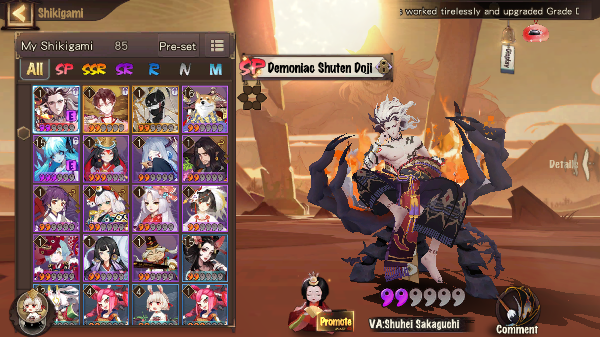 Shikigami
s worked tirelessly and upgraded Grade
My Shikigami 85 Pre-set
All SP SSR SR R N M
SP Demoniac Shuten Doji
Details
Promote
VA:Shuhei Sakaguchi
Comment